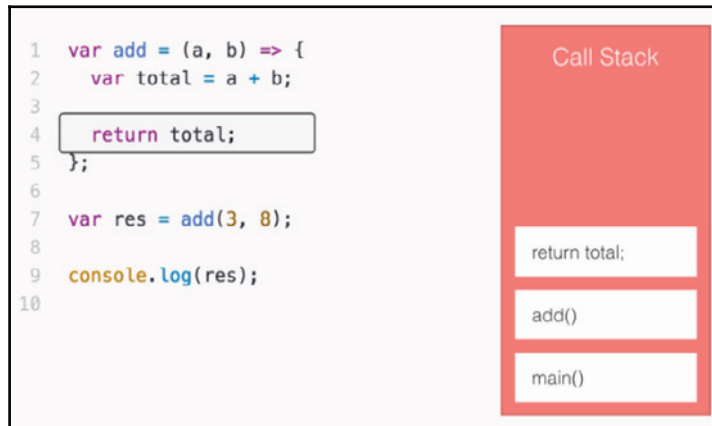 1 var add = (a, b) => {
2   var total = a + b;
3
4   return total;
5 };
6
7 var res = add(3, 8);
8
9 console.log(res);
10
Call Stack
return total;
add()
main()